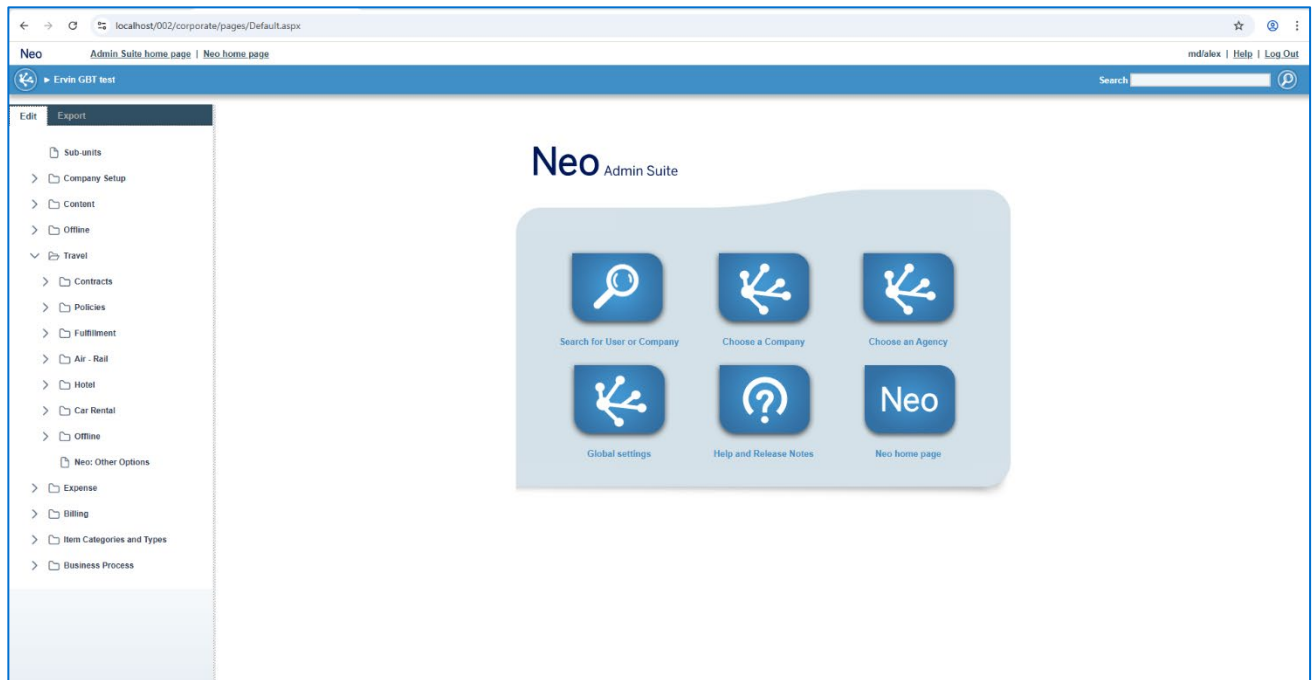 localhost/002/corporate/pages/Default.aspx
Neo Admin Suite home page | Neo home page md/alex | Help | Log Out
► Ervin GBT test Search
Edit Export
Sub-units
Company Setup
Content
Offline
Travel
Contracts
Policies
Fulfillment
Air - Rail
Hotel
Car Rental
Offline
Neo: Other Options
Expense
Billing
Item Categories and Types
Business Process
Neo Admin Suite
Search for User or Company Choose a Company Choose an Agency
Neo
Global settings Help and Release Notes Neo home page